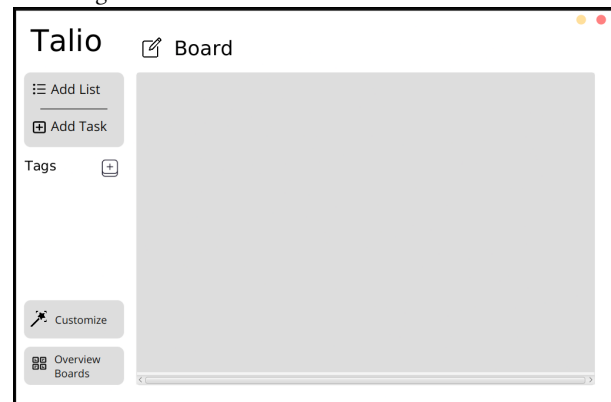 Talio
Board
Add List
Add Task
Tags
Customize
Overview
Boards